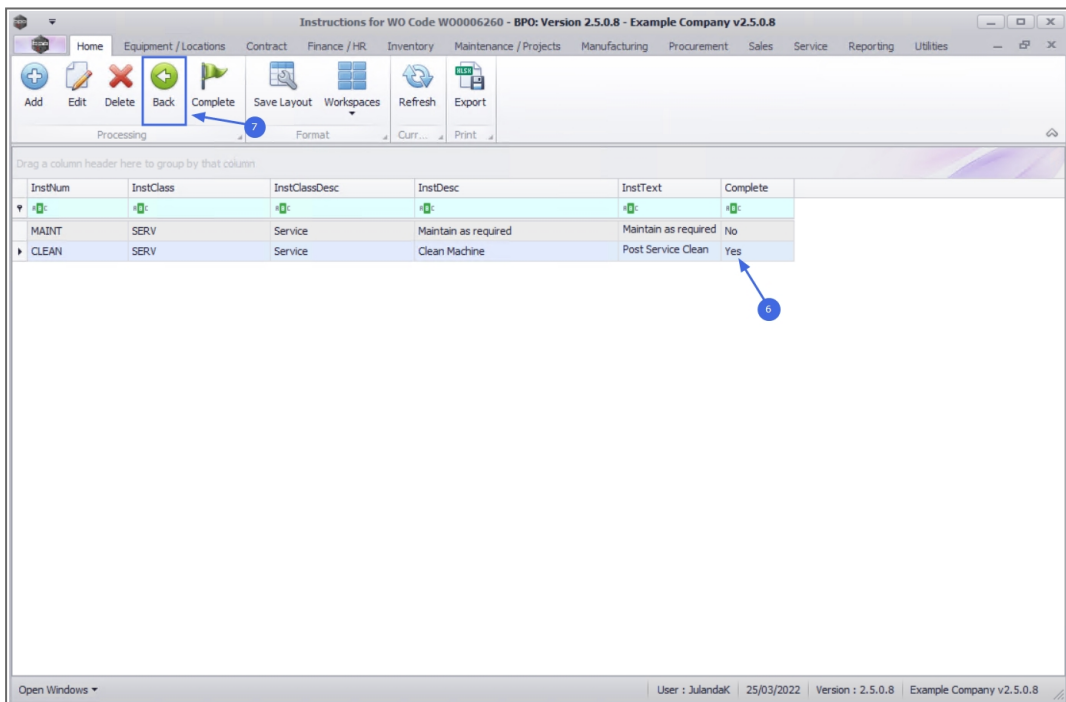 Instructions for WO Code WO0006260 - BPO: Version 2.5.0.8 - Example Company v2.5.0.8
Home Equipment / Locations Contract Finance / HR Inventory Maintenance / Projects Manufacturing Procurement Sales Service Reporting Utilities
Add Edit Delete Back Complete Save Layout Workspaces Refresh Export
7
Processing Format Curr... Print
Drag a column header here to group by that column
InstNum InstClass InstClassDesc InstDesc InstText Complete
MAINT SERV Service Maintain as required Maintain as required No
CLEAN SERV Service Clean Machine Post Service Clean Yes
6
Open Windows User : JulandaK 25/03/2022 Version : 2.5.0.8 Example Company v2.5.0.8